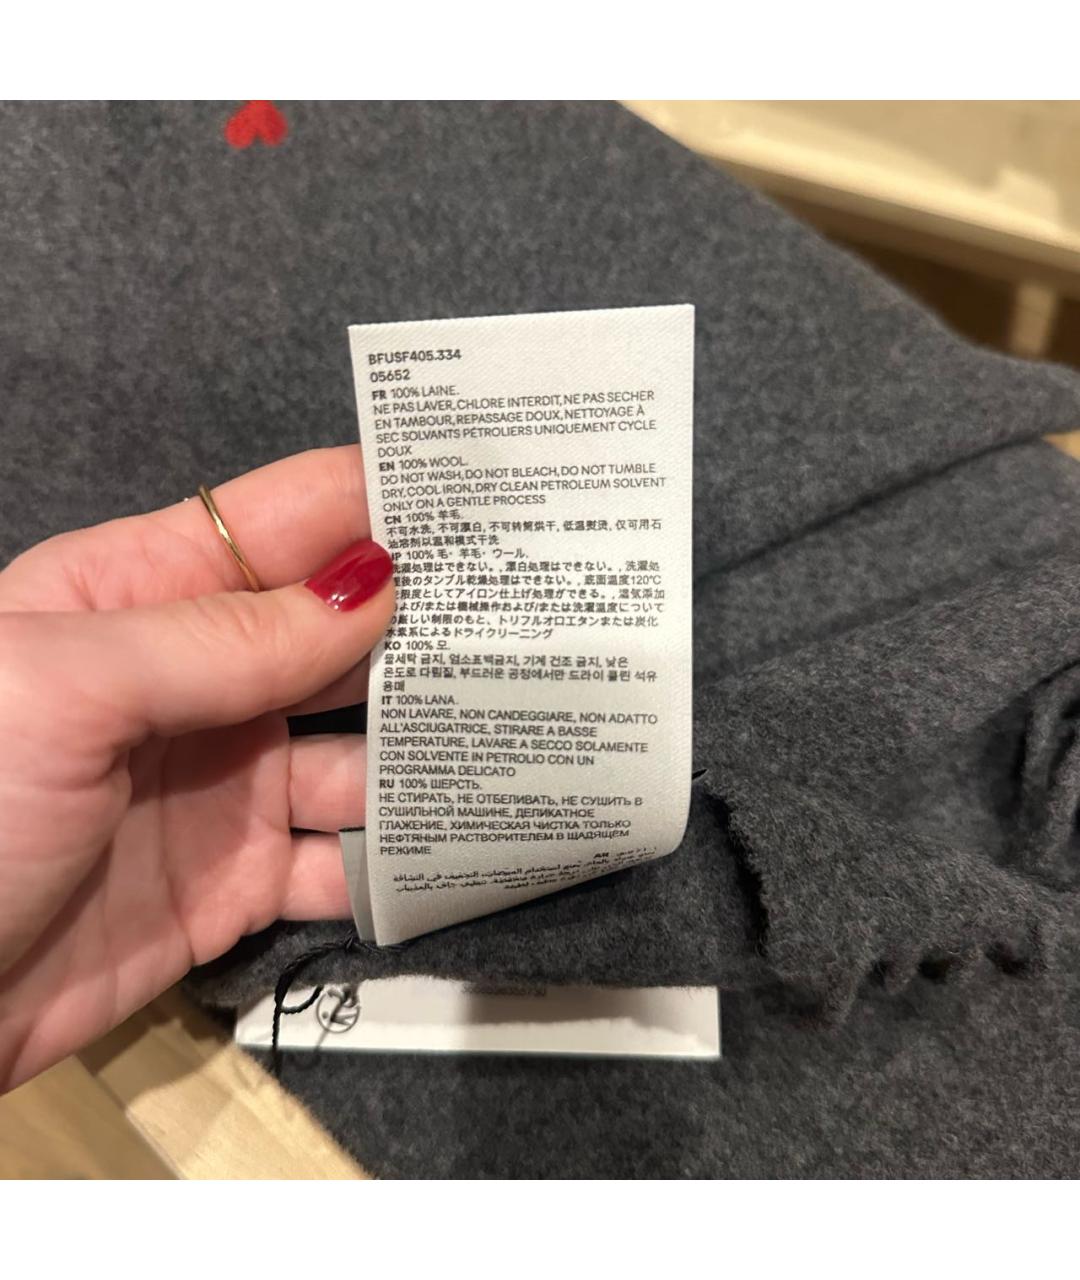 BFUSF405.334
05652
FR 100% LAINE.
NE PAS LAVER, CHLORE INTERDIT, NE PAS SECHER
EN TAMBOUR, REPASSAGE DOUX, NETTOYAGE À
SEC SOLVANTS PÉTROLIERS UNIQUEMENT CYCLE
DOUX
EN 100% WOOL.
DO NOT WASH, DO NOT BLEACH, DO NOT TUMBLE
DRY, COOL IRON, DRY CLEAN PETROLEUM SOLVENT
ONLY ON A GENTLE PROCESS
CN 100% 羊毛.
不可水洗, 不可漂白, 不可转筒烘干, 低温熨烫, 仅可用石
油溶剂以温和模式干洗
JP 100% 毛・羊毛・ウール.
洗濯処理はできない。, 漂白処理はできない。, 洗濯処
理後のタンブル乾燥処理はできない。, 底面温度120℃
を限度としてアイロン仕上げ処理ができる。, 湿気添加
および/または機械操作および/または洗濯温度について
の厳しい制限のもと、トリフルオロエタンまたは炭化
水素系によるドライクリーニング
KO 100% 모.
물세탁 금지, 염소표백금지, 기계 건조 금지, 낮은
온도로 다림질, 부드러운 공정에서만 드라이 클린 석유
용매
IT 100% LANA.
NON LAVARE, NON CANDEGGIARE, NON ADATTO
ALL'ASCIUGATRICE, STIRARE A BASSE
TEMPERATURE, LAVARE A SECCO SOLAMENTE
CON SOLVENTE IN PETROLIO CON UN
PROGRAMMA DELICATO
RU 100% ШЕРСТЬ.
НЕ СТИРАТЬ, НЕ ОТБЕЛИВАТЬ, НЕ СУШИТЬ В
СУШИЛЬНОЙ МАШИНЕ, ДЕЛИКАТНОЕ
ГЛАЖЕНИЕ, ХИМИЧЕСКАЯ ЧИСТКА ТОЛЬКО
НЕФТЯНЫМ РАСТВОРИТЕЛЕМ В ЩАДЯЩЕМ
РЕЖИМЕ
AR